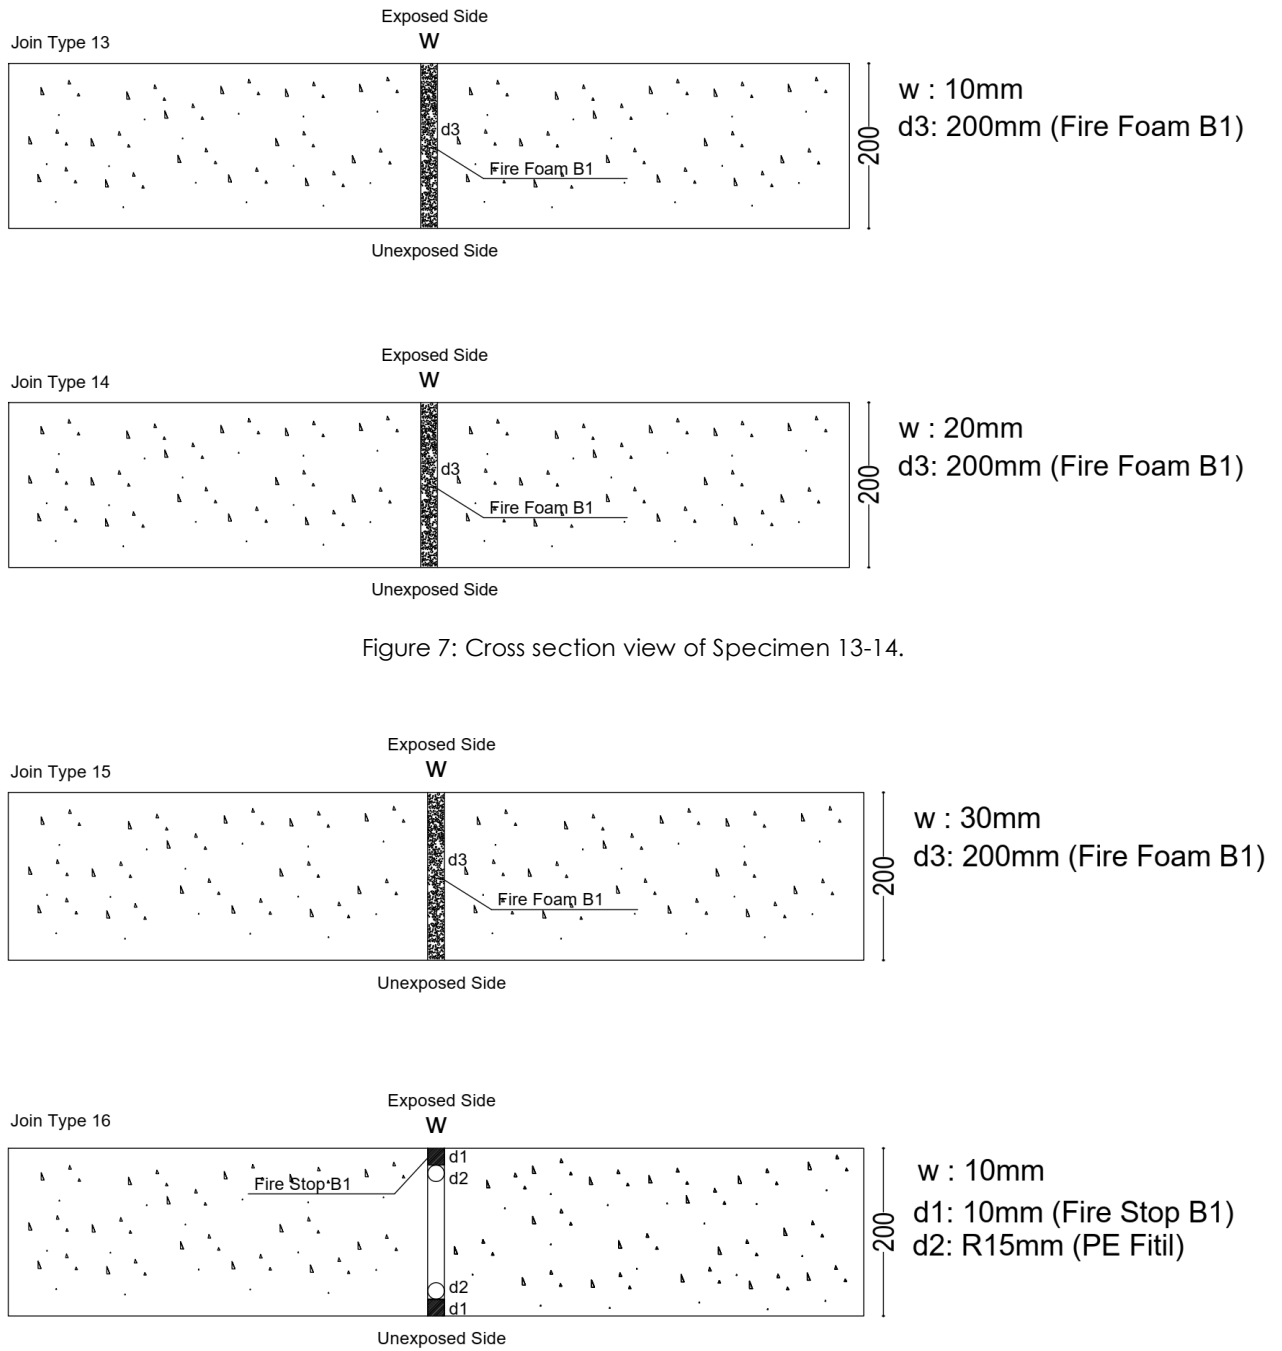 Exposed Side
Join Type 13
W
w : 10mm
d3: 200mm (Fire Foam B1)
d3
200
Fire Foam B1
Unexposed Side
Exposed Side
Join Type 14
W
w : 20mm
d3: 200mm (Fire Foam B1)
d3
200
Fire Foam B1
Unexposed Side
Figure 7: Cross section view of Specimen 13-14.
Exposed Side
Join Type 15
W
w : 30mm
d3: 200mm (Fire Foam B1)
d3
200
Fire Foam B1
Unexposed Side
Exposed Side
Join Type 16
W
d1
d2
Fire Stop B1
w : 10mm
d1: 10mm (Fire Stop B1)
d2: R15mm (PE Fitil)
200
d2
d1
Unexposed Side